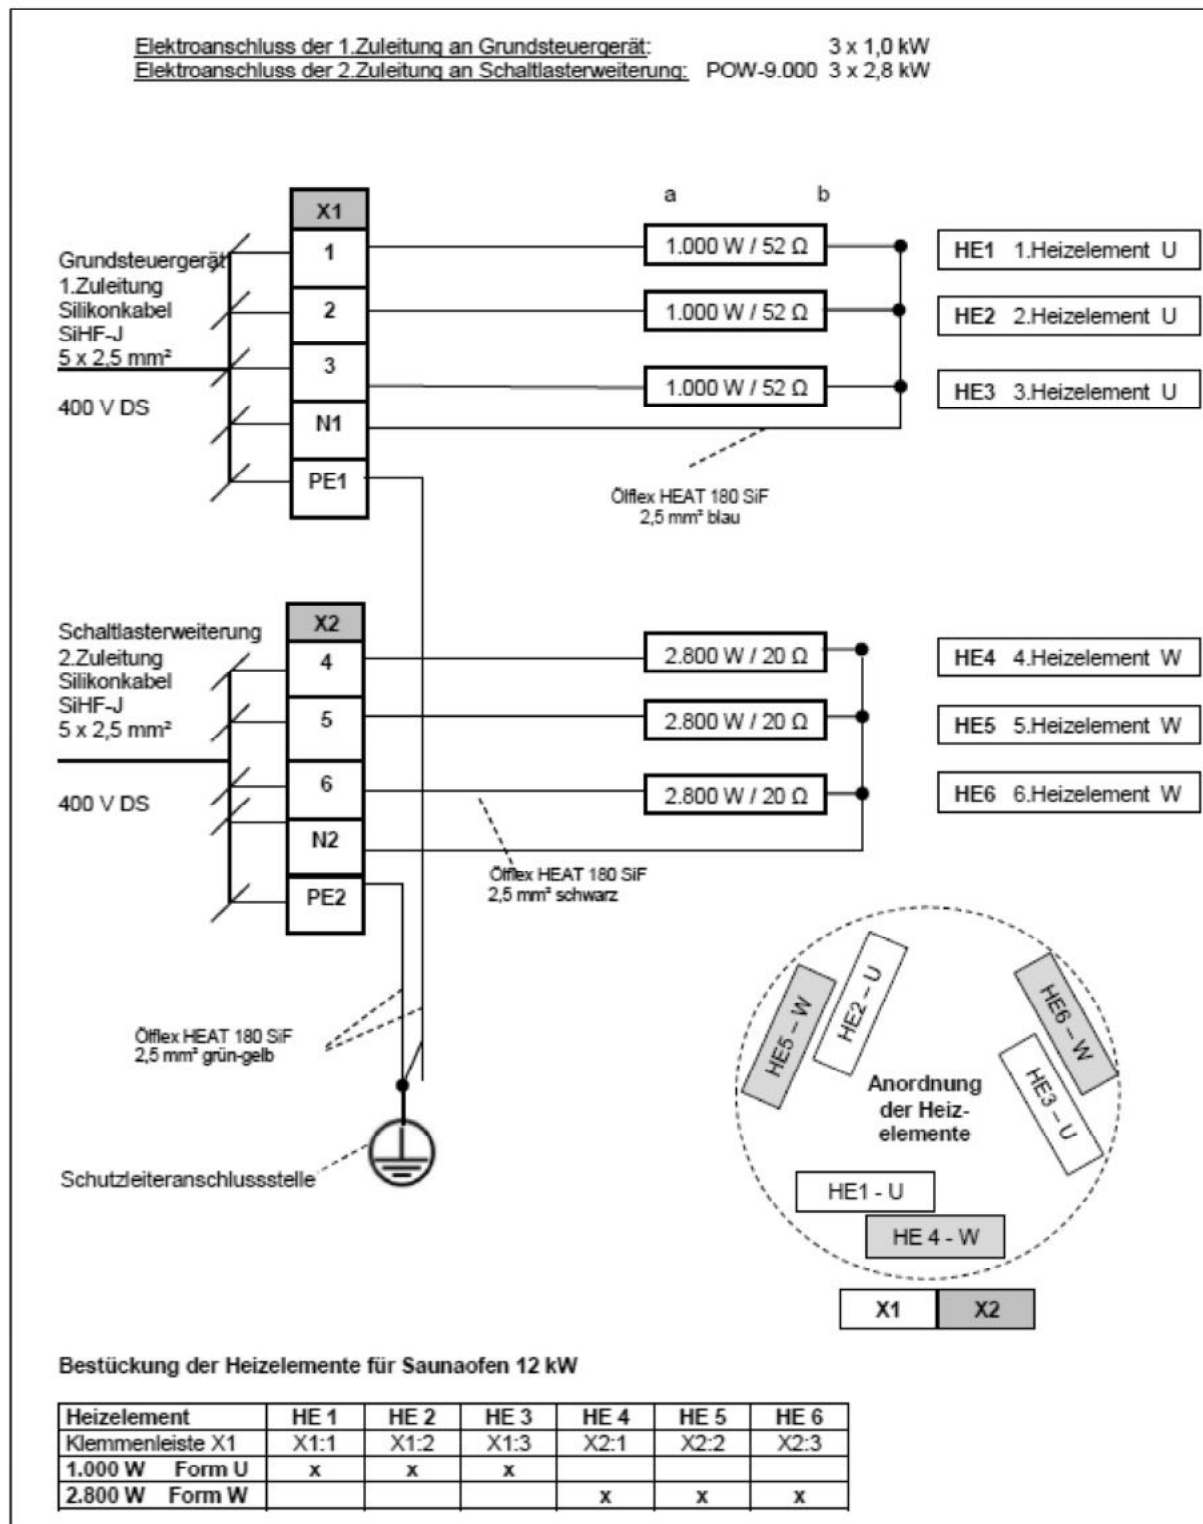 Elektroanschluss der 1.Zuleitung an Grundsteuergerät: 3 x 1,0 kW
Elektroanschluss der 2.Zuleitung an Schaltlasterweiterung: POW-9.000 3 x 2,8 kW
a b
X1
1
2
3
N1
PE1
Grundsteuergerät
1.Zuleitung
Silikonkabel
SiHF-J
5 x 2,5 mm²
400 V DS
1.000 W / 52 Ω
1.000 W / 52 Ω
1.000 W / 52 Ω
HE1 1.Heizelement U
HE2 2.Heizelement U
HE3 3.Heizelement U
Ölflex HEAT 180 SiF
2,5 mm² blau
X2
4
5
6
N2
PE2
Schaltlasterweiterung
2.Zuleitung
Silikonkabel
SiHF-J
5 x 2,5 mm²
400 V DS
2.800 W / 20 Ω
2.800 W / 20 Ω
2.800 W / 20 Ω
HE4 4.Heizelement W
HE5 5.Heizelement W
HE6 6.Heizelement W
Ölflex HEAT 180 SiF
2,5 mm² schwarz
Ölflex HEAT 180 SiF
2,5 mm² grün-gelb
Schutzleiteranschlussstelle
HE5 – W
HE2 – U
HE6 – W
HE3 – U
Anordnung
der Heiz-
elemente
HE1 - U
HE 4 - W
X1 X2
Bestückung der Heizelemente für Saunaofen 12 kW
Heizelement HE 1 HE 2 HE 3 HE 4 HE 5 HE 6
Klemmenleiste X1 X1:1 X1:2 X1:3 X2:1 X2:2 X2:3
1.000 W Form U x x x
2.800 W Form W x x x